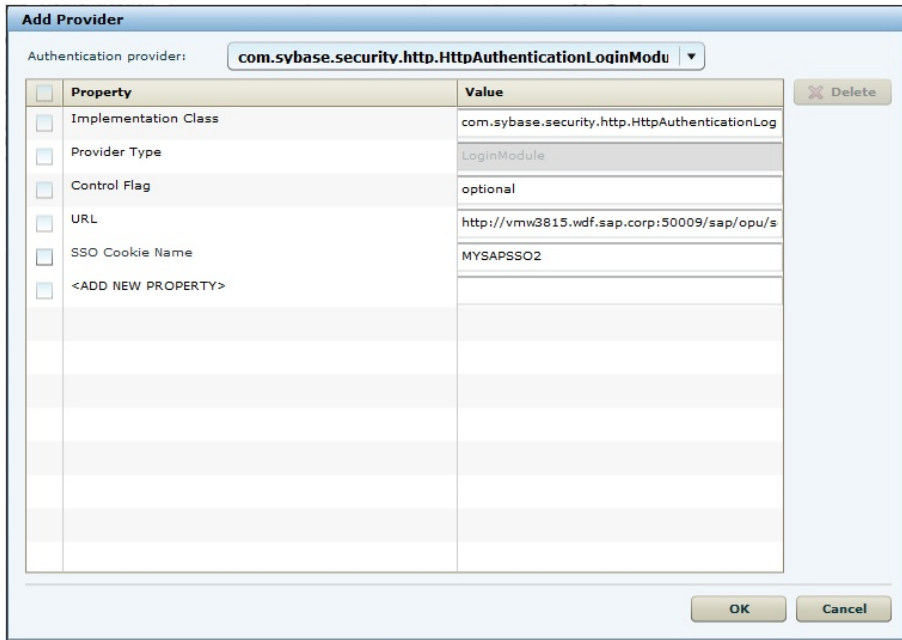 Add Provider
Authentication provider: com.sybase.security.http.HttpAuthenticationLoginModu
Property Value Delete
Implementation Class com.sybase.security.http.HttpAuthenticationLog
Provider Type LoginModule
Control Flag optional
URL http://vmw3815.wdf.sap.corp:50009/sap/opu/s
SSO Cookie Name MYSAPSSO2
<ADD NEW PROPERTY>
OK Cancel